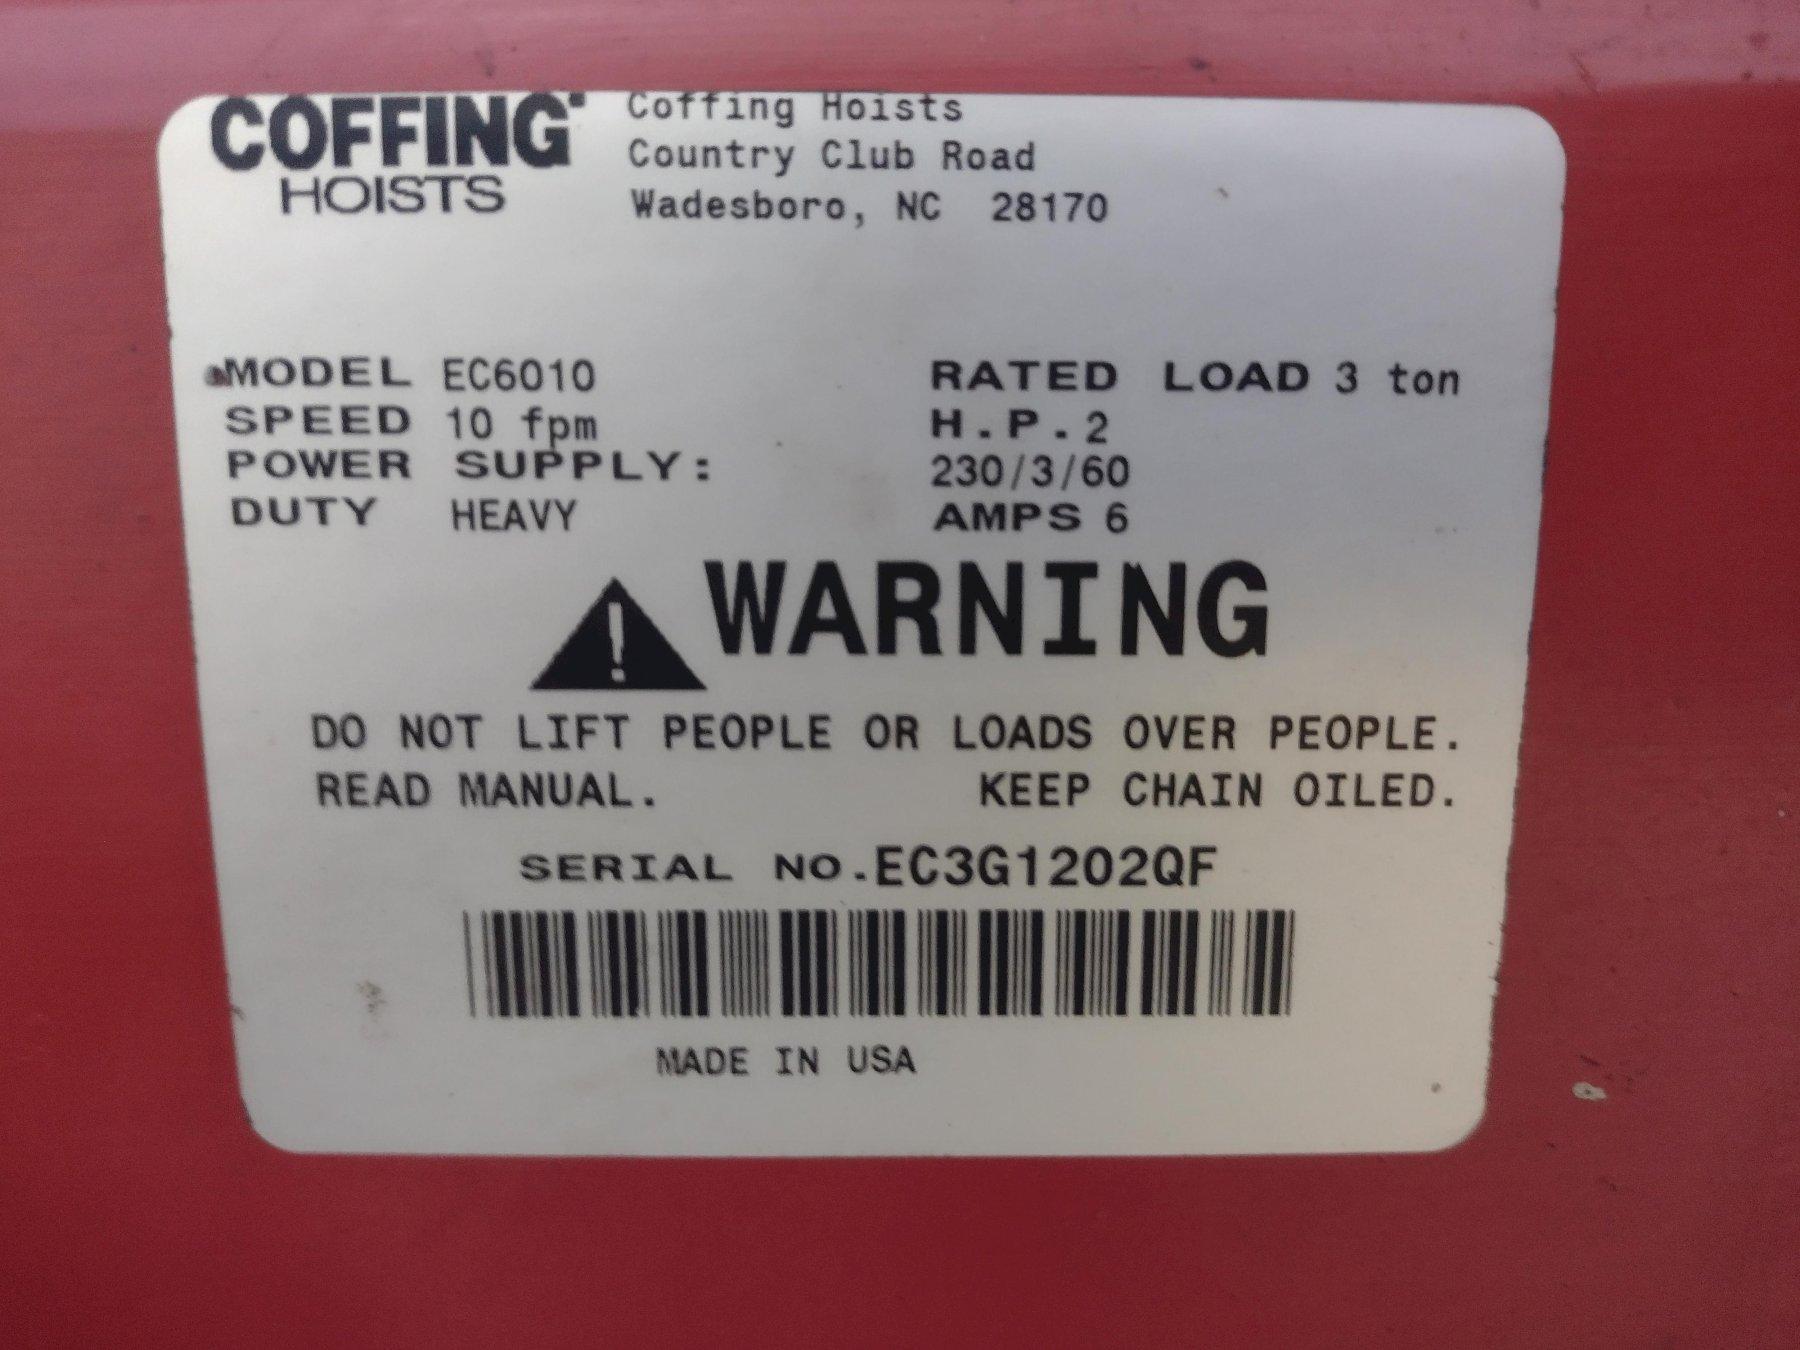 COFFING
HOISTS
Coffing Hoists
Country Club Road
Wadesboro, NC 28170
MODEL EC6010
RATED LOAD 3 ton
SPEED 10 fpm
H.P. 2
POWER SUPPLY:
230/3/60
DUTY HEAVY
AMPS 6
WARNING
DO NOT LIFT PEOPLE OR LOADS OVER PEOPLE.
READ MANUAL. KEEP CHAIN OILED.
SERIAL NO.EC3G1202QF
MADE IN USA